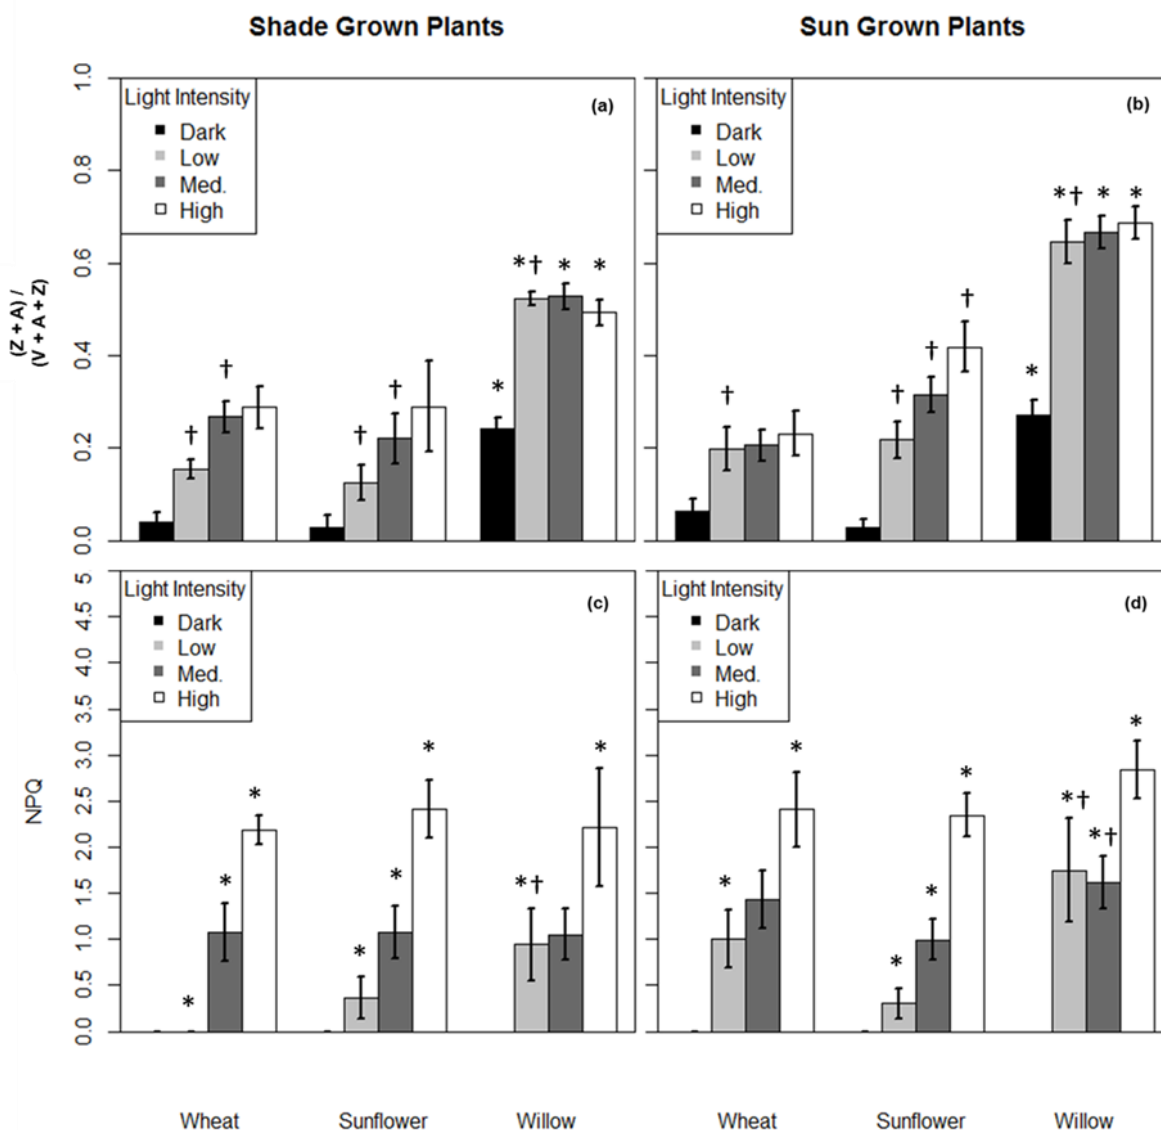 Shade Grown Plants
Sun Grown Plants
(Z + A) /
(V + A + Z)
1.0
0.8
0.6
0.4
0.2
0.0
Light Intensity
Dark
Low
Med.
High
(a)
† † † † * *† * *
Light Intensity
Dark
Low
Med.
High
(b)
† † † † * *† * *
NPQ
5
4.5
4.0
3.5
3.0
2.5
2.0
1.5
1.0
0.5
0.0
Light Intensity
Dark
Low
Med.
High
(c)
* * * * * * *† *
Light Intensity
Dark
Low
Med.
High
(d)
* * * * * *† *† *
Wheat
Sunflower
Willow
Wheat
Sunflower
Willow